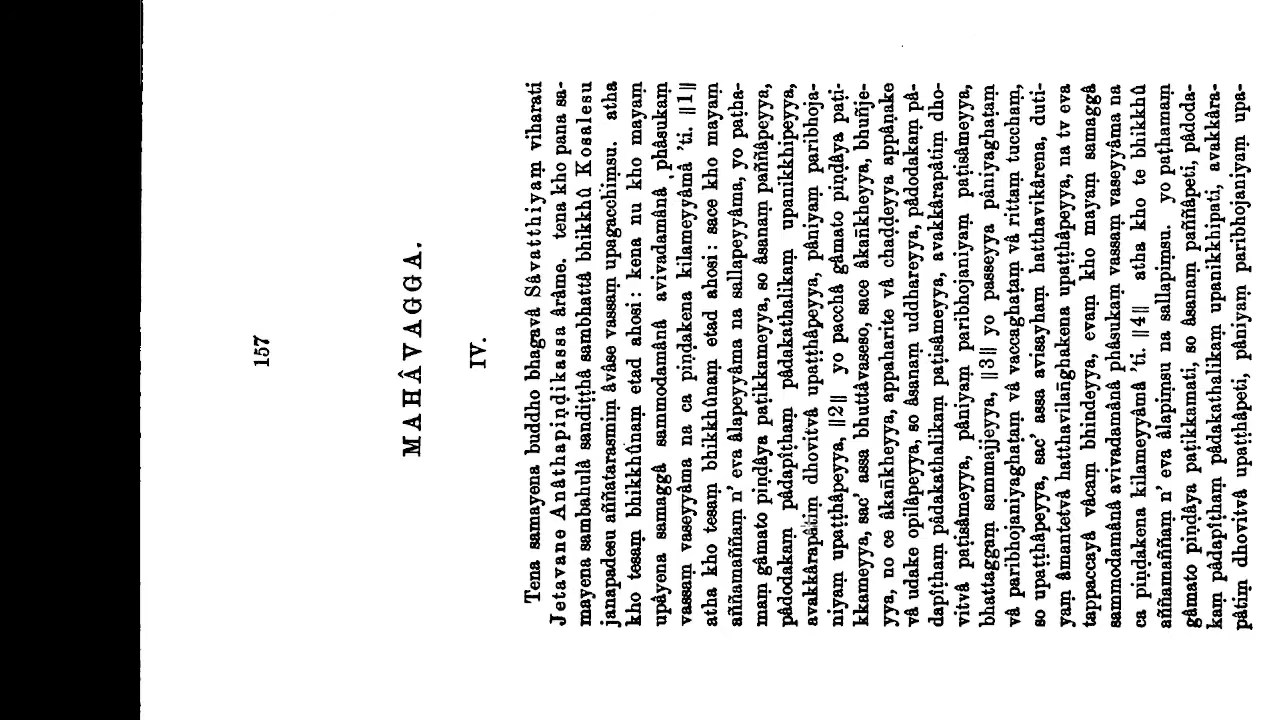 157
MAHÂVAGGA.
IV.
Tena samayena buddho bhagavâ Sâvatthiyaṃ viharati
Jetavane Anâthapiṇḍikassa ârâme. tena kho pana sa-
mayena sambahulâ sandiṭṭhâ sambhattâ bhikkhû Kosalesu
janapadesu aññatarasmiṃ âvâse vassaṃ upagacchiṃsu. atha
kho tesaṃ bhikkhûnaṃ etad ahosi: kena nu kho mayaṃ
upâyena samaggâ sammodamânâ avivadamânâ phâsukaṃ
vassaṃ vaseyyâma na ca piṇḍakena kilameyyâmâ 'ti. ||1||
atha kho tesaṃ bhikkhûnaṃ etad ahosi: sace kho mayaṃ
aññamaññaṃ n' eva âlapeyyâma na sallapeyyâma, yo paṭha-
maṃ gâmato piṇḍâya paṭikkameyya, so âsanaṃ paññâpeyya,
pâdodakaṃ pâdapîṭhaṃ pâdakathalikaṃ upanikkhipeyya,
avakkârapâtiṃ dhovitvâ upaṭṭhâpeyya, pâniyaṃ paribhoja-
niyaṃ upaṭṭhâpeyya, ||2|| yo pacchâ gâmato piṇḍâya paṭi-
kkameyya, sac' assa bhuttâvaseso, sace âkañkheyya, bhuñje-
yya, no ce âkañkheyya, appaharite vâ chaḍḍeyya appâṇake
vâ udake opilâpeyya, so âsanaṃ uddhareyya, pâdodakaṃ pâ-
dapîṭhaṃ pâdakathalikaṃ paṭisâmeyya, avakkârapâtiṃ dho-
vitvâ paṭisâmeyya, pâniyaṃ paribhojaniyaṃ paṭisâmeyya,
bhattaggaṃ sammajjeyya, ||3|| yo passeyya pâniyaghaṭaṃ
vâ paribhojaniyaghaṭaṃ vâ vaccaghaṭaṃ vâ rittaṃ tucchaṃ,
so upaṭṭhâpeyya, sac' assa avisayhaṃ hatthavikârena, duti-
yaṃ âmantetvâ hatthavilañghakena upaṭṭhâpeyya, na tv eva
tappaccayâ vâcaṃ bhindeyya, evaṃ kho mayaṃ samaggâ
sammodamânâ avivadamânâ phâsukaṃ vassaṃ vaseyyâma na
ca piṇḍakena kilameyyâmâ 'ti. ||4|| atha kho te bhikkhû
aññamaññaṃ n' eva âlapiṃsu na sallapiṃsu. yo paṭhamaṃ
gâmato piṇḍâya paṭikkamati, so âsanaṃ paññâpeti, pâdoda-
kaṃ pâdapîṭhaṃ pâdakathalikaṃ upanikkhipati, avakkâra-
pâtiṃ dhovitvâ upaṭṭhâpeti, pâniyaṃ paribhojaniyaṃ upa-